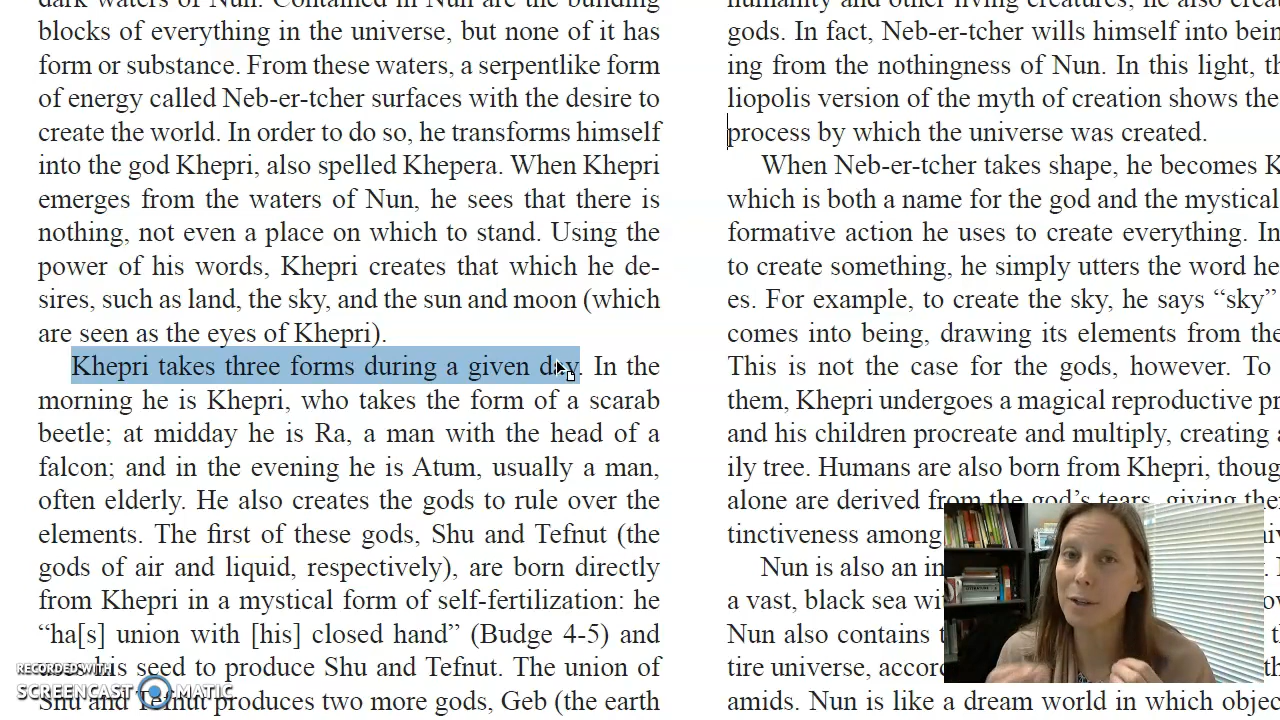 dark waters of Nun. Contained in Nun are the building
blocks of everything in the universe, but none of it has
form or substance. From these waters, a serpentlike form
of energy called Neb-er-tcher surfaces with the desire to
create the world. In order to do so, he transforms himself
into the god Khepri, also spelled Khepera. When Khepri
emerges from the waters of Nun, he sees that there is
nothing, not even a place on which to stand. Using the
power of his words, Khepri creates that which he de-
sires, such as land, the sky, and the sun and moon (which
are seen as the eyes of Khepri).
Khepri takes three forms during a given day. In the
morning he is Khepri, who takes the form of a scarab
beetle; at midday he is Ra, a man with the head of a
falcon; and in the evening he is Atum, usually a man,
often elderly. He also creates the gods to rule over the
elements. The first of these gods, Shu and Tefnut (the
gods of air and liquid, respectively), are born directly
from Khepri in a mystical form of self-fertilization: he
“ha[s] union with [his] closed hand” (Budge 4-5) and
his seed to produce Shu and Tefnut. The union of
Shu and Tefnut produces two more gods, Geb (the earth
humanity and other living creatures, he also
gods. In fact, Neb-er-tcher wills himself into
ing from the nothingness of Nun. In this light,
liopolis version of the myth of creation shows the
process by which the universe was created.
When Neb-er-tcher takes shape, he becomes
which is both a name for the god and the mystical
formative action he uses to create everything. In
to create something, he simply utters the word he
es. For example, to create the sky, he says “sky”
comes into being, drawing its elements from the
This is not the case for the gods, however. To
them, Khepri undergoes a magical reproductive
and his children procreate and multiply, creating
ily tree. Humans are also born from Khepri,
alone are derived from the god’s tears, giving
tinctiveness among
Nun is also an
a vast, black sea
Nun also contains
tire universe,
amids. Nun is like a dream world in which
RECORDED WITH
SCREENCAST MATIC